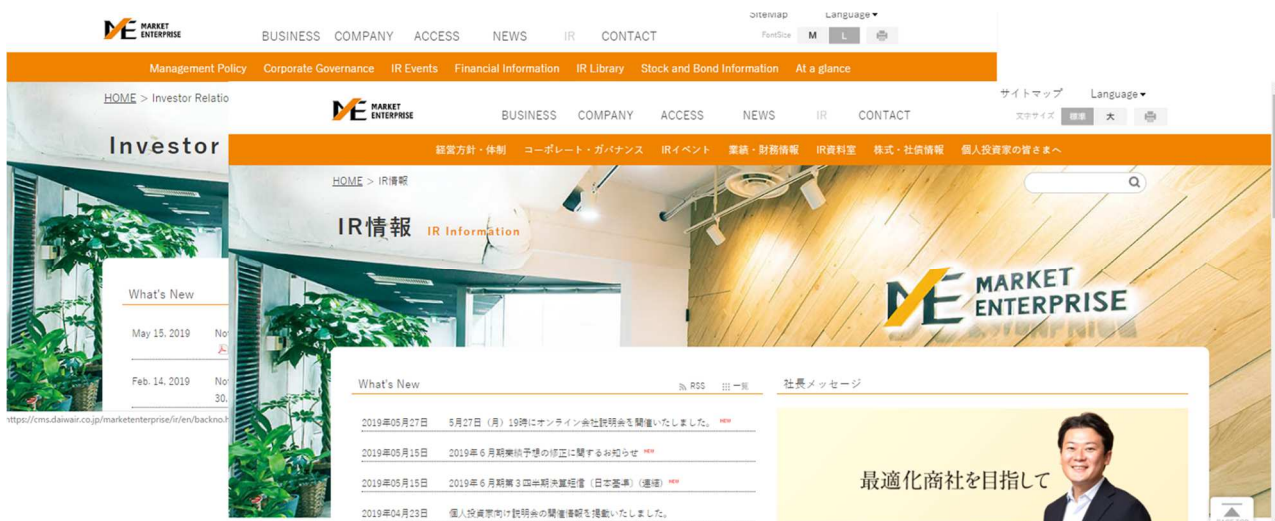 SiteMap Language▾
MARKET
ENTERPRISE
BUSINESS COMPANY ACCESS NEWS IR CONTACT
FontSize M L
Management Policy Corporate Governance IR Events Financial Information IR Library Stock and Bond Information At a glance
HOME > Investor Relatio
Investor
What's New
May 15, 2019 No
Feb. 14, 2019 No
30,
https://cms.daiwair.co.jp/marketenterprise/ir/en/backno.h
サイトマップ Language▾
MARKET
ENTERPRISE
BUSINESS COMPANY ACCESS NEWS IR CONTACT
文字サイズ 標準 大
経営方針・体制 コーポレート・ガバナンス IRイベント 業績・財務情報 IR資料室 株式・社債情報 個人投資家の皆さまへ
HOME > IR情報
IR情報 IR Information
MARKET
ENTERPRISE
What's New RSS 一覧
2019年05月27日 5月27日（月）19時にオンライン会社説明会を開催いたしました。 NEW
2019年05月15日 2019年６月期業績予想の修正に関するお知らせ NEW
2019年05月15日 2019年６月期第３四半期決算短信（日本基準）（連結） NEW
2019年04月23日 個人投資家向け説明会の開催情報を掲載いたしました。
社長メッセージ
最適化商社を目指して